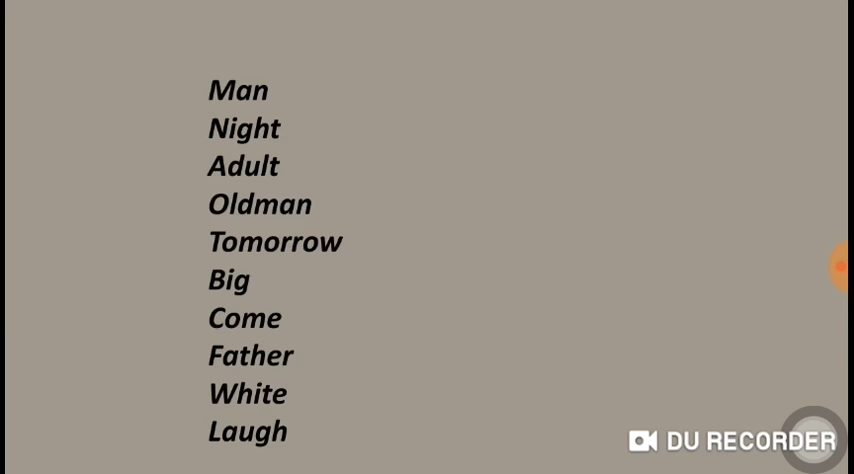 Man
Night
Adult
Oldman
Tomorrow
Big
Come
Father
White
Laugh
DU RECORDER